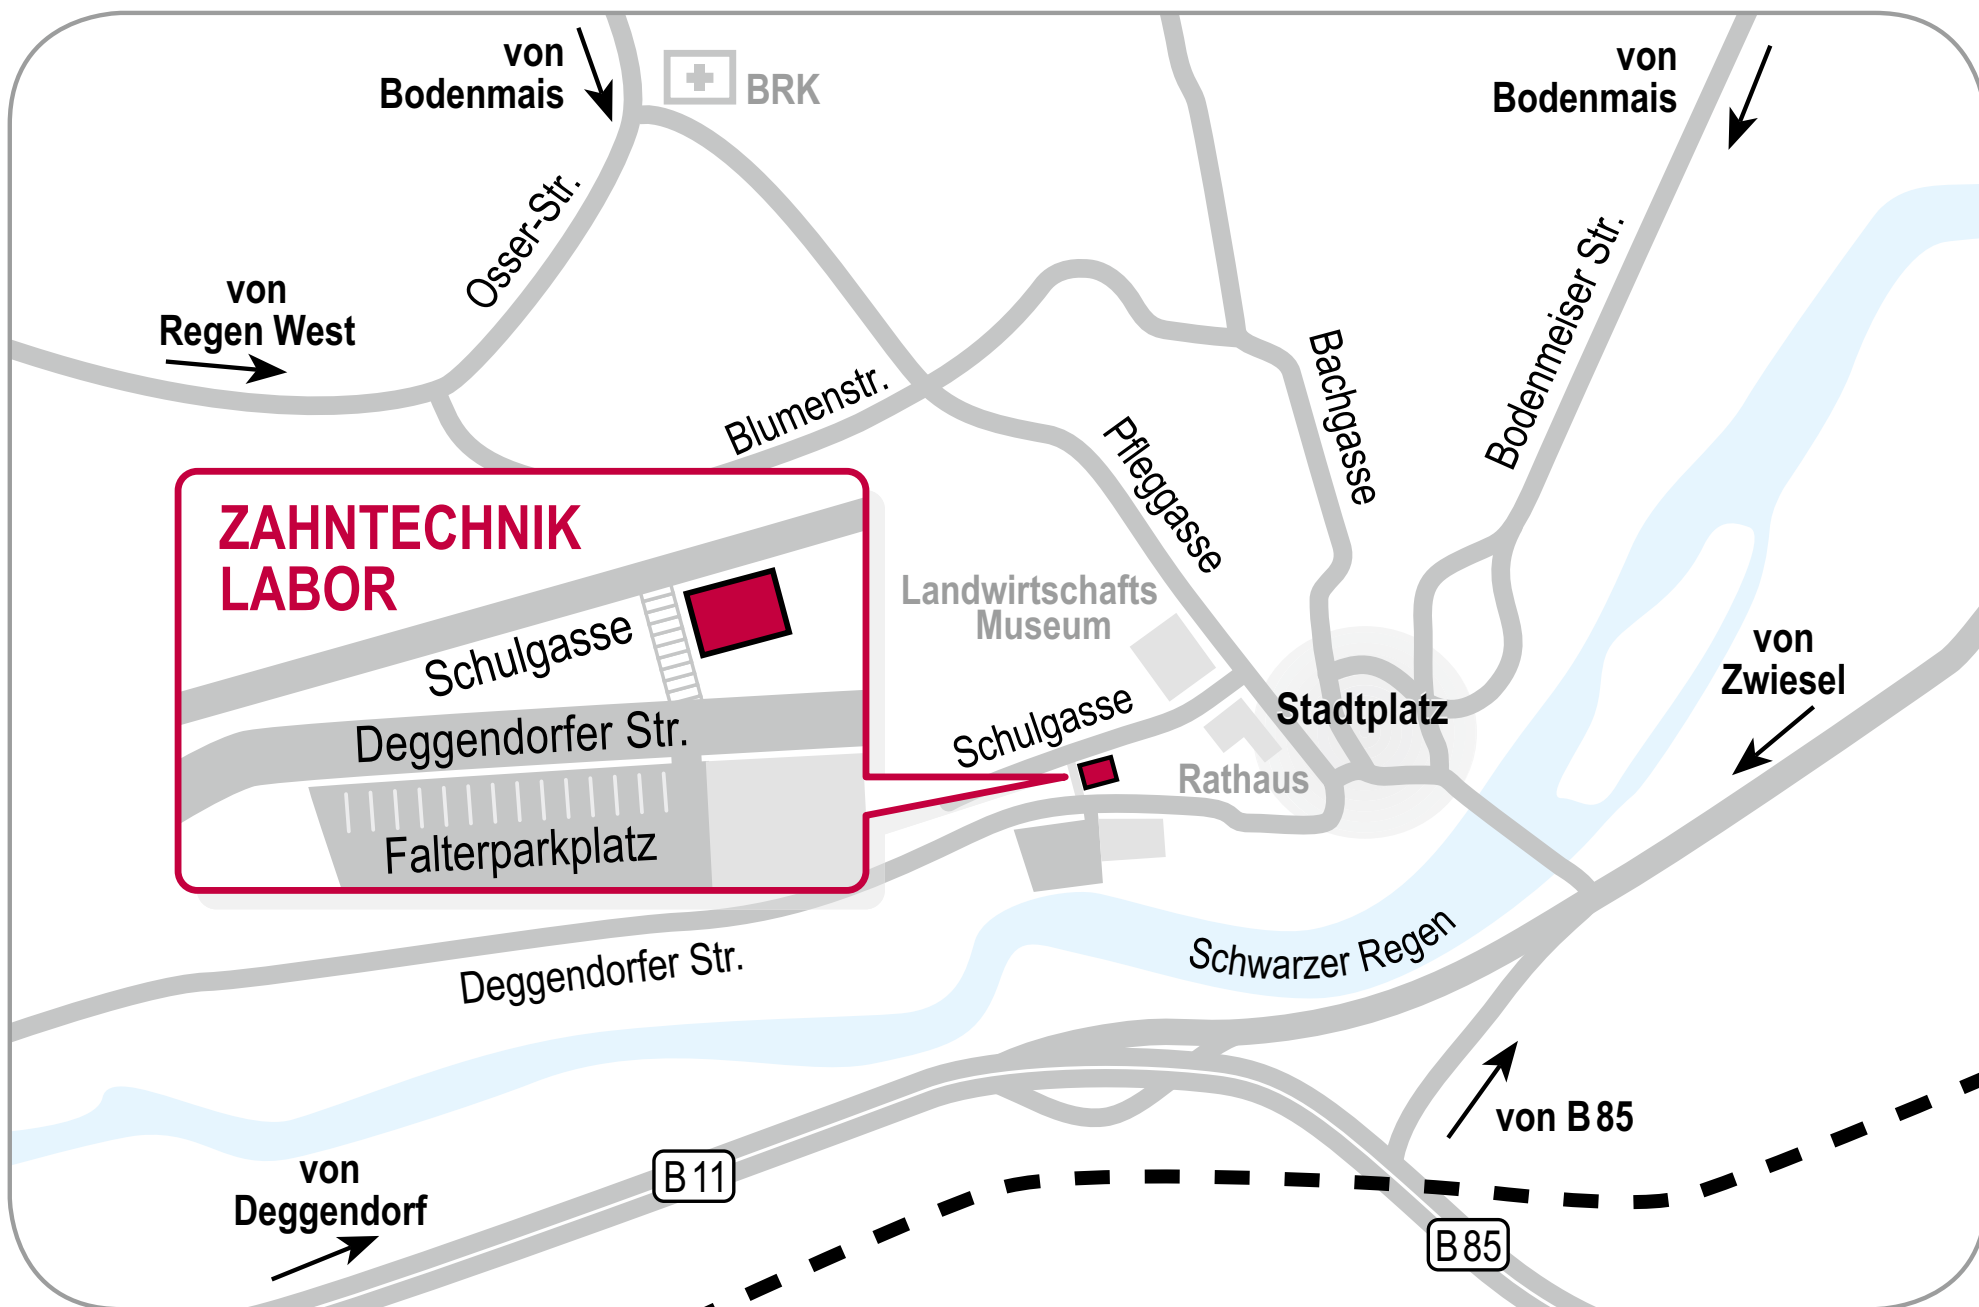 von
Bodenmais
BRK
von
Bodenmais
Osser-Str.
von
Regen West
Bodenmeiser Str.
Bachgasse
Blumenstr.
Pfleggasse
ZAHNTECHNIK
LABOR
Schulgasse
Deggendorfer Str.
Falterparkplatz
Landwirtschafts
Museum
von
Zwiesel
Stadtplatz
Schulgasse
Rathaus
Deggendorfer Str.
Schwarzer Regen
von B 85
von
Deggendorf
B 11
B 85